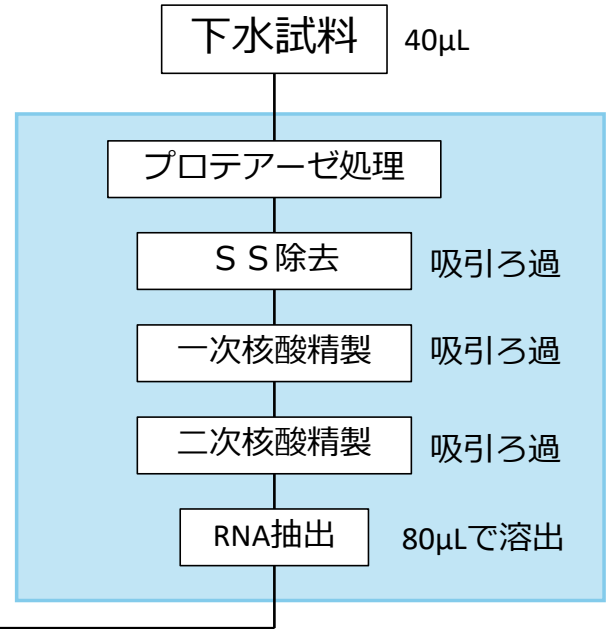 下水試料 40µL
プロテアーゼ処理
ＳＳ除去 吸引ろ過
一次核酸精製 吸引ろ過
二次核酸精製 吸引ろ過
RNA抽出 80µLで溶出